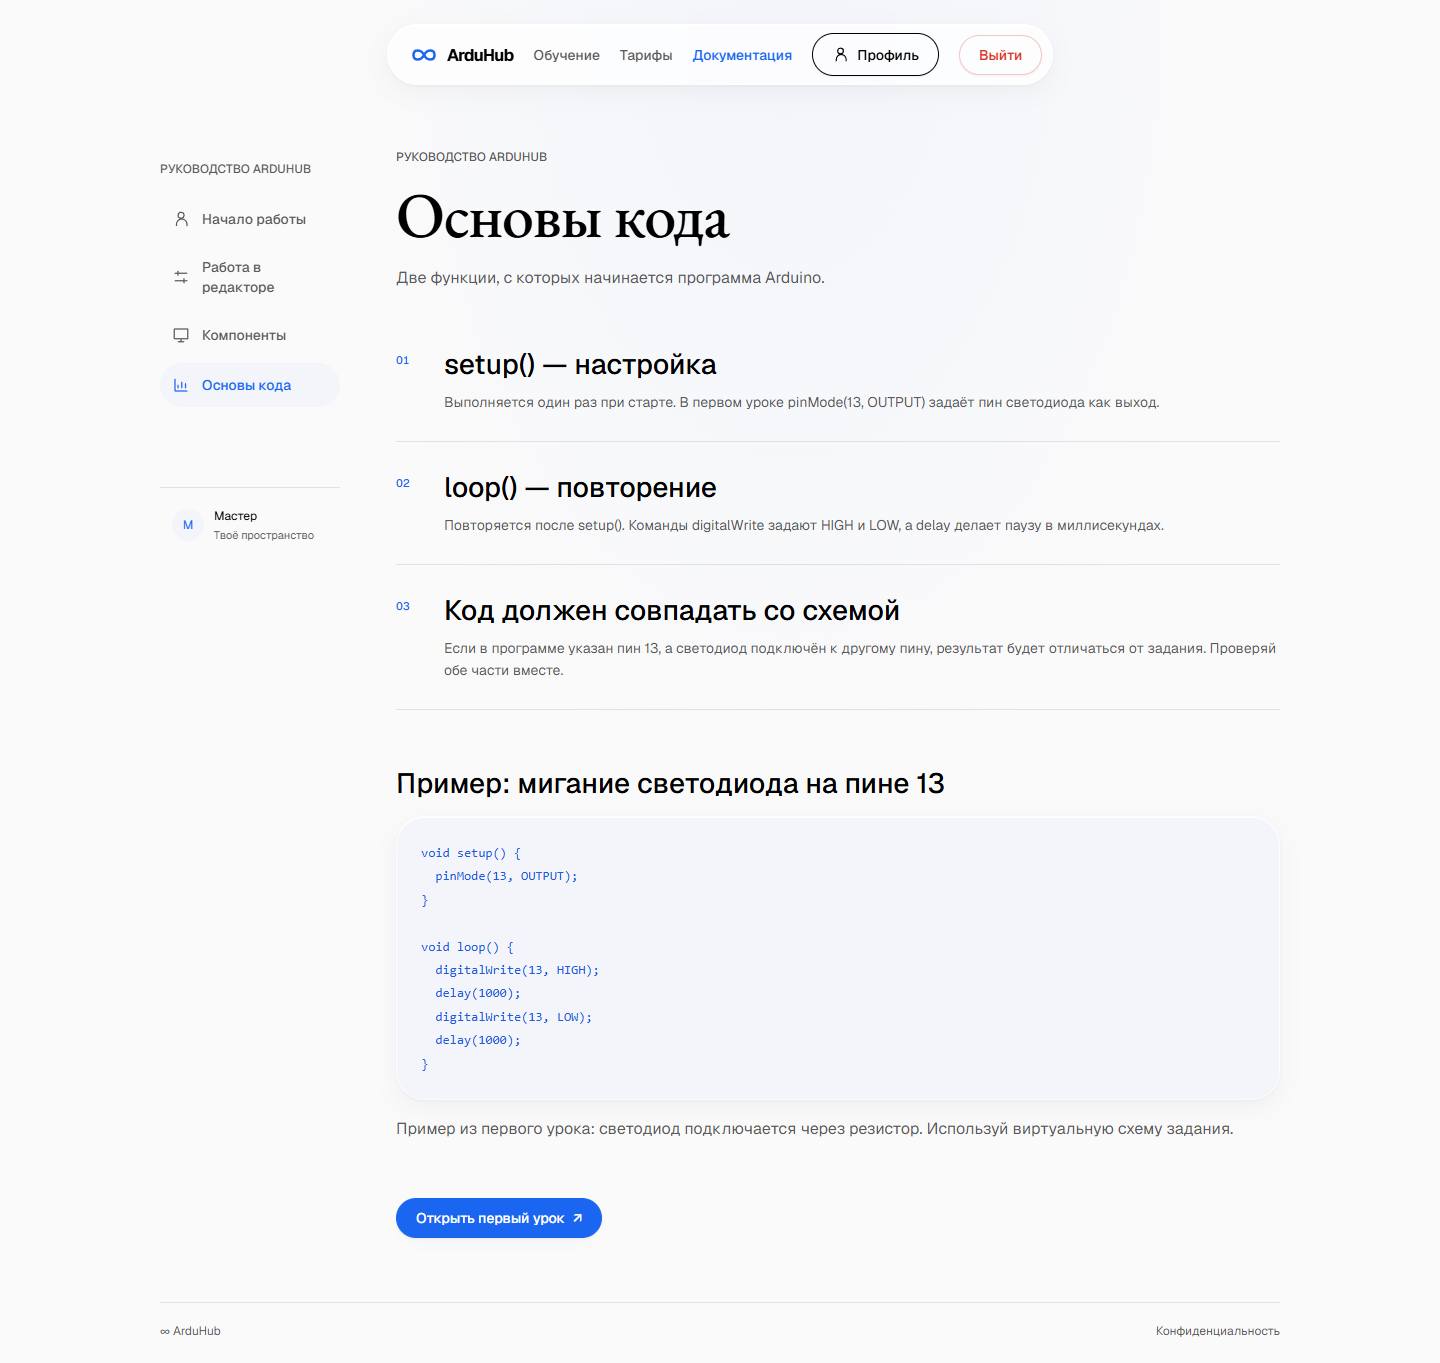 ArduHub
Обучение
Тарифы
Документация
Профиль
Выйти
РУКОВОДСТВО ARDUHUB
Начало работы
Работа в
редакторе
Компоненты
Основы кода
М
Мастер
Твоё пространство
РУКОВОДСТВО ARDUHUB
Основы кода
Две функции, с которых начинается программа Arduino.
01
setup() — настройка
Выполняется один раз при старте. В первом уроке pinMode(13, OUTPUT) задаёт пин светодиода как выход.
02
loop() — повторение
Повторяется после setup(). Команды digitalWrite задают HIGH и LOW, а delay делает паузу в миллисекундах.
03
Код должен совпадать со схемой
Если в программе указан пин 13, а светодиод подключён к другому пину, результат будет отличаться от задания. Проверяй
обе части вместе.
Пример: мигание светодиода на пине 13
void setup() {
  pinMode(13, OUTPUT);
}

void loop() {
  digitalWrite(13, HIGH);
  delay(1000);
  digitalWrite(13, LOW);
  delay(1000);
}
Пример из первого урока: светодиод подключается через резистор. Используй виртуальную схему задания.
Открыть первый урок
∞ ArduHub
Конфиденциальность